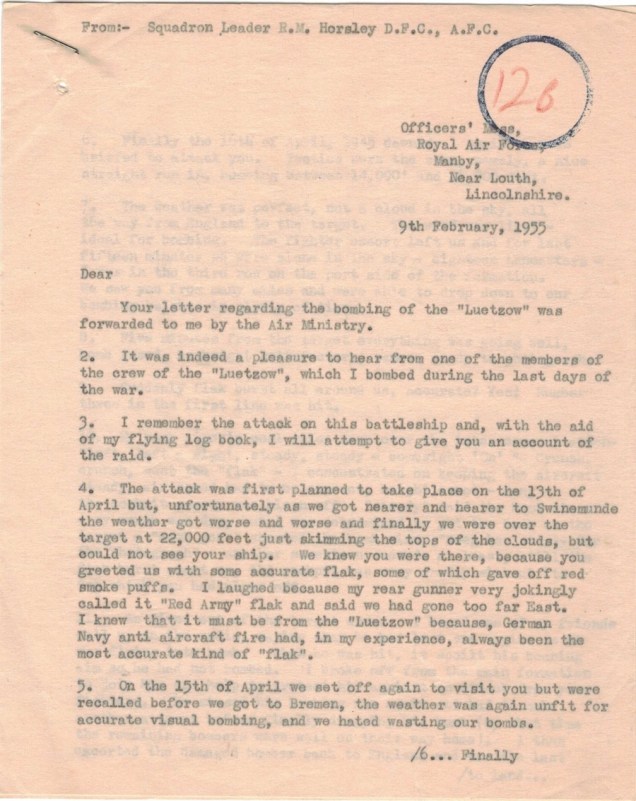 From:- Squadron Leader R.M. Horsley D.F.C., A.F.C.
126
Officers' Mess,
Royal Air Force,
Manby,
Near Louth,
Lincolnshire.
9th February, 1955
Dear
Your letter regarding the bombing of the "Luetzow" was
forwarded to me by the Air Ministry.
2. It was indeed a pleasure to hear from one of the members of
the crew of the "Luetzow", which I bombed during the last days of
the war.
3. I remember the attack on this battleship and, with the aid
of my flying log book, I will attempt to give you an account of
the raid.
4. The attack was first planned to take place on the 13th of
April but, unfortunately as we got nearer and nearer to Swinemunde
the weather got worse and worse and finally we were over the
target at 22,000 feet just skimming the tops of the clouds, but
could not see your ship. We knew you were there, because you
greeted us with some accurate flak, some of which gave off red
smoke puffs. I laughed because my rear gunner very jokingly
called it "Red Army" flak and said we had gone too far East.
I knew that it must be from the "Luetzow" because, German
Navy anti aircraft fire had, in my experience, always been the
most accurate kind of "flak".
5. On the 15th of April we set off again to visit you but were
recalled before we got to Bremen, the weather was again unfit for
accurate visual bombing, and we hated wasting our bombs.
/6... Finally